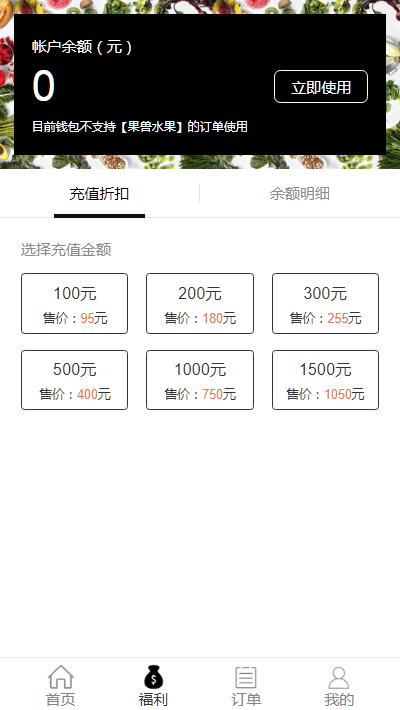 帐户余额（元）
0
立即使用
目前钱包不支持【果兽水果】的订单使用
充值折扣
余额明细
选择充值金额
100元
200元
300元
售价：95元
售价：180元
售价：255元
500元
1000元
1500元
售价：400元
售价：750元
售价：1050元
首页
福利
订单
我的